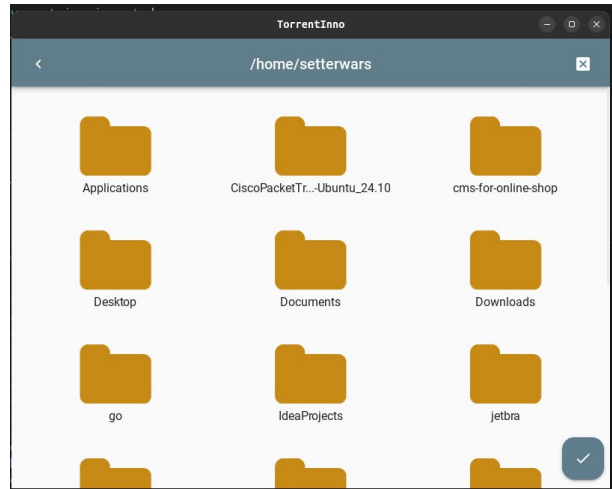 TorrentInno
/home/setterwars
Applications CiscoPacketTr...-Ubuntu_24.10 cms-for-online-shop
Desktop Documents Downloads
go IdeaProjects jetbra